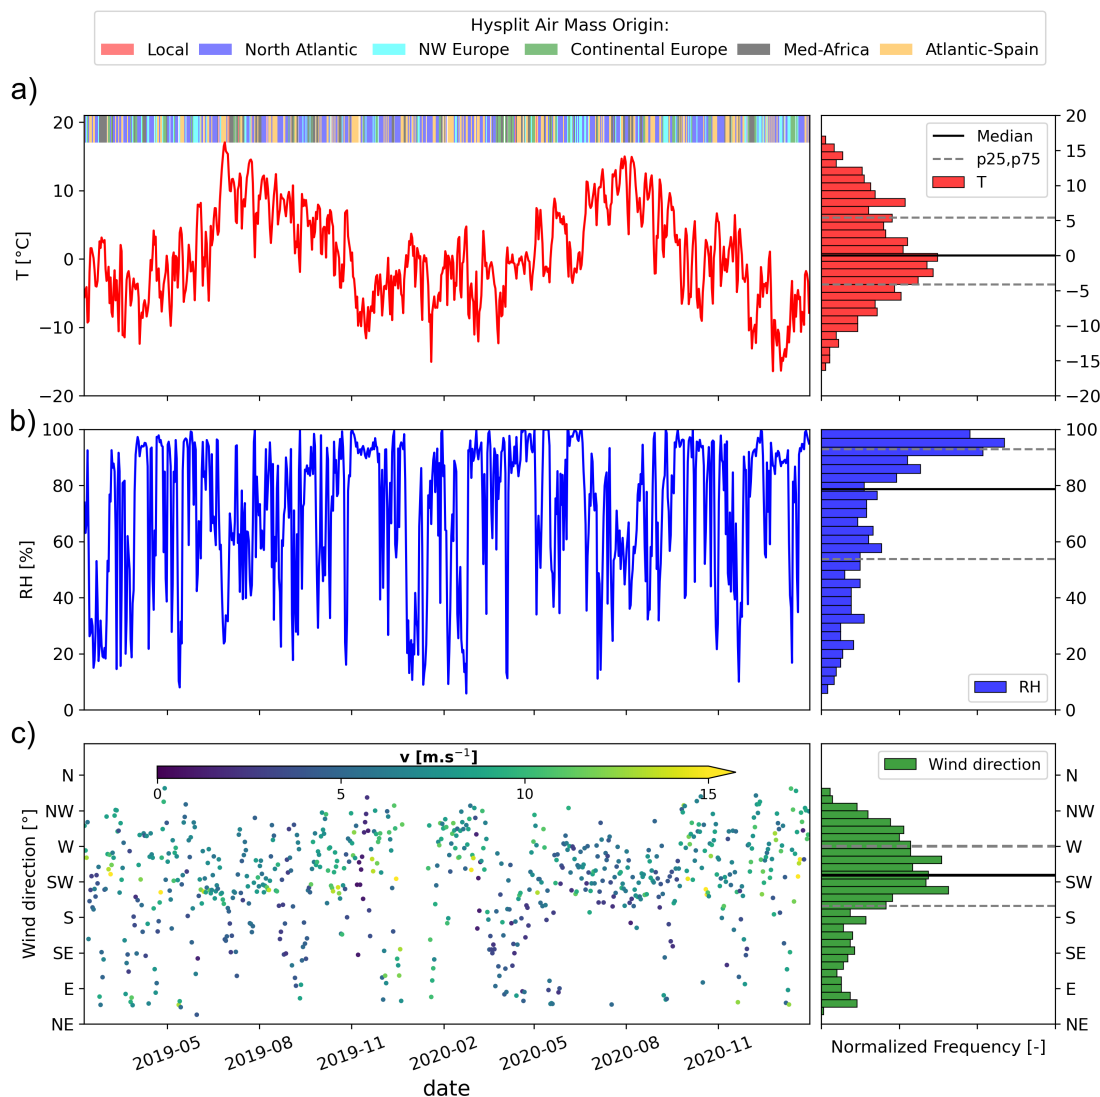 Hysplit Air Mass Origin:
Local North Atlantic NW Europe Continental Europe Med-Africa Atlantic-Spain
a)
T [°C]
20
10
0
−10
−20
Median
p25,p75
T
20
15
10
5
0
−5
−10
−15
−20
b)
RH [%]
100
80
60
40
20
0
RH
100
80
60
40
20
0
c)
Wind direction [°]
N
NW
W
SW
S
SE
E
NE
v [m.s⁻¹]
0 5 10 15
2019-05 2019-08 2019-11 2020-02 2020-05 2020-08 2020-11
date
Wind direction
N
NW
W
SW
S
SE
E
NE
Normalized Frequency [-]